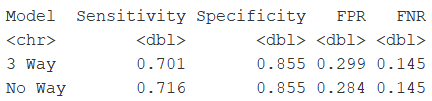 Model Sensitivity Specificity FPR FNR
<chr> <dbl> <dbl> <dbl> <dbl>
3 Way 0.701 0.855 0.299 0.145
No Way 0.716 0.855 0.284 0.145